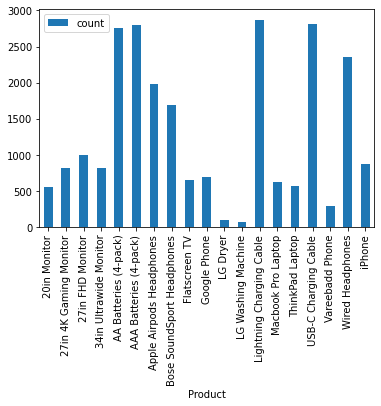 count
3000
2500
2000
1500
1000
500
0
20in Monitor
27in 4K Gaming Monitor
27in FHD Monitor
34in Ultrawide Monitor
AA Batteries (4-pack)
AAA Batteries (4-pack)
Apple Airpods Headphones
Bose SoundSport Headphones
Flatscreen TV
Google Phone
LG Dryer
LG Washing Machine
Lightning Charging Cable
Macbook Pro Laptop
ThinkPad Laptop
USB-C Charging Cable
Vareebadd Phone
Wired Headphones
iPhone
Product